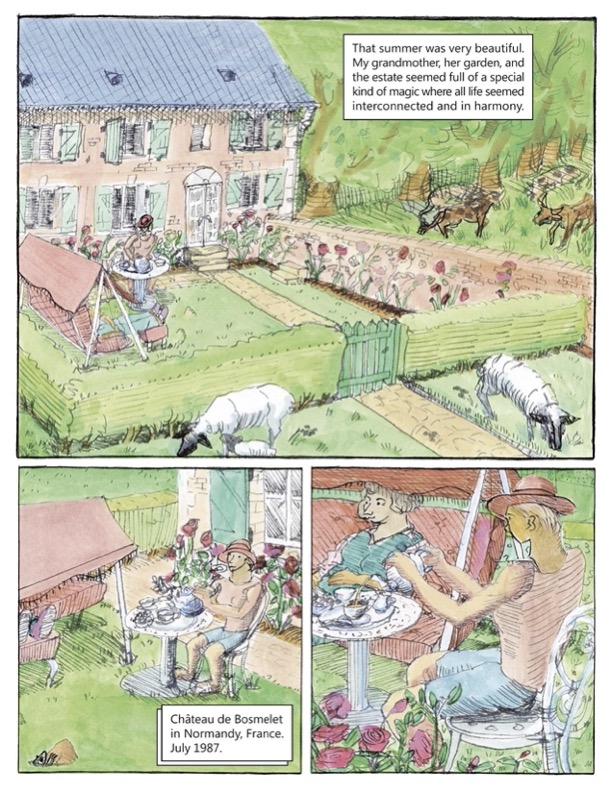 That summer was very beautiful.
My grandmother, her garden, and
the estate seemed full of a special
kind of magic where all life seemed
interconnected and in harmony.
Château de Bosmelet
in Normandy, France.
July 1987.